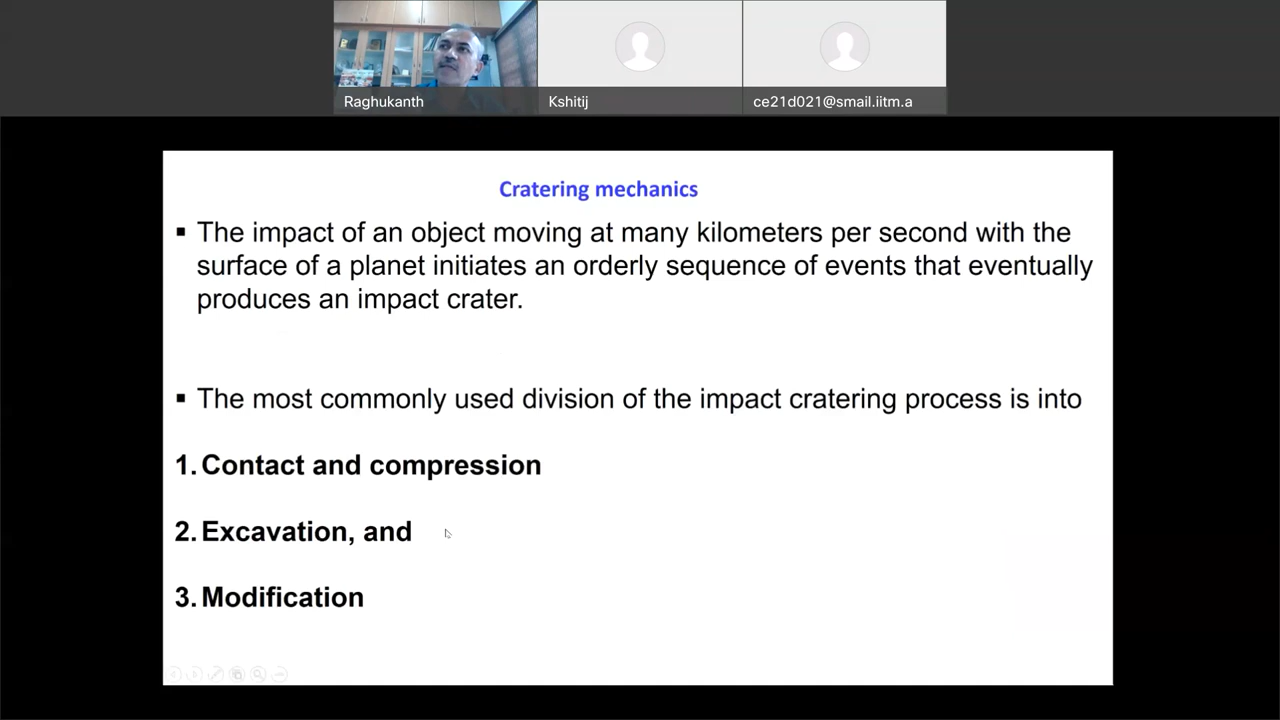 Raghukanth
Kshitij
ce21d021@smail.iitm.a
Cratering mechanics
▪ The impact of an object moving at many kilometers per second with the
surface of a planet initiates an orderly sequence of events that eventually
produces an impact crater.
▪ The most commonly used division of the impact cratering process is into
1. Contact and compression
2. Excavation, and
3. Modification